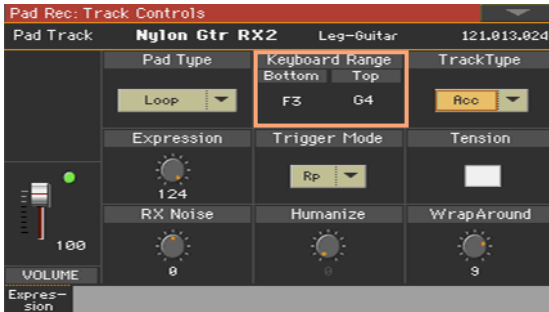 Pad Rec: Track Controls
Pad Track Nylon Gtr RX2 Leg-Guitar 121.013.024
Pad Type Keyboard Range TrackType
Bottom Top
Loop F3 G4 Acc
Expression Trigger Mode Tension
Rp
124
RX Noise Humanize WrapAround
100
0 0 9
VOLUME
Expres-
sion